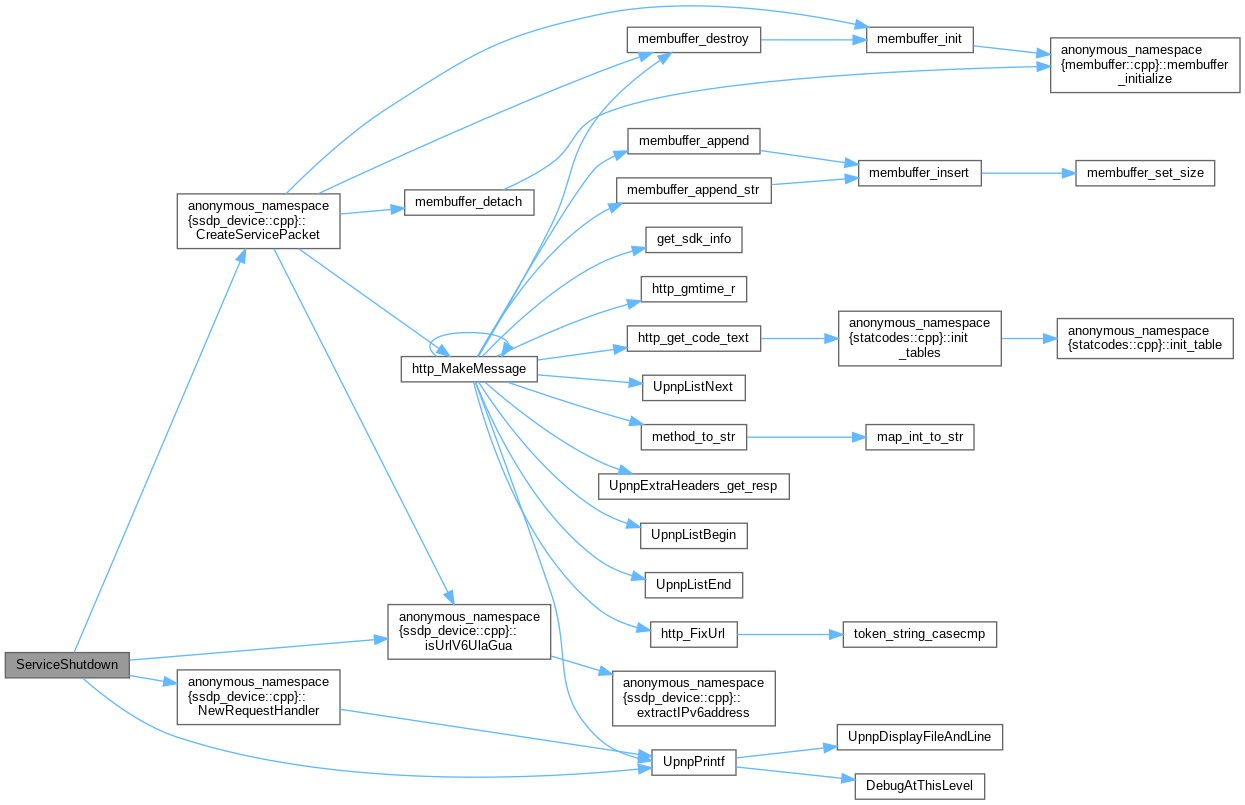 ServiceShutdown
anonymous_namespace
{ssdp_device::cpp}::
CreateServicePacket
anonymous_namespace
{ssdp_device::cpp}::
NewRequestHandler
membuffer_detach
http_MakeMessage
anonymous_namespace
{ssdp_device::cpp}::
isUrlV6UlaGua
membuffer_destroy
membuffer_append
membuffer_append_str
get_sdk_info
http_gmtime_r
http_get_code_text
UpnpListNext
method_to_str
UpnpExtraHeaders_get_resp
UpnpListBegin
UpnpListEnd
http_FixUrl
anonymous_namespace
{ssdp_device::cpp}::
extractIPv6address
UpnpPrintf
membuffer_init
membuffer_insert
anonymous_namespace
{statcodes::cpp}::init
_tables
map_int_to_str
token_string_casecmp
UpnpDisplayFileAndLine
DebugAtThisLevel
anonymous_namespace
{membuffer::cpp}::membuffer
_initialize
membuffer_set_size
anonymous_namespace
{statcodes::cpp}::init_table